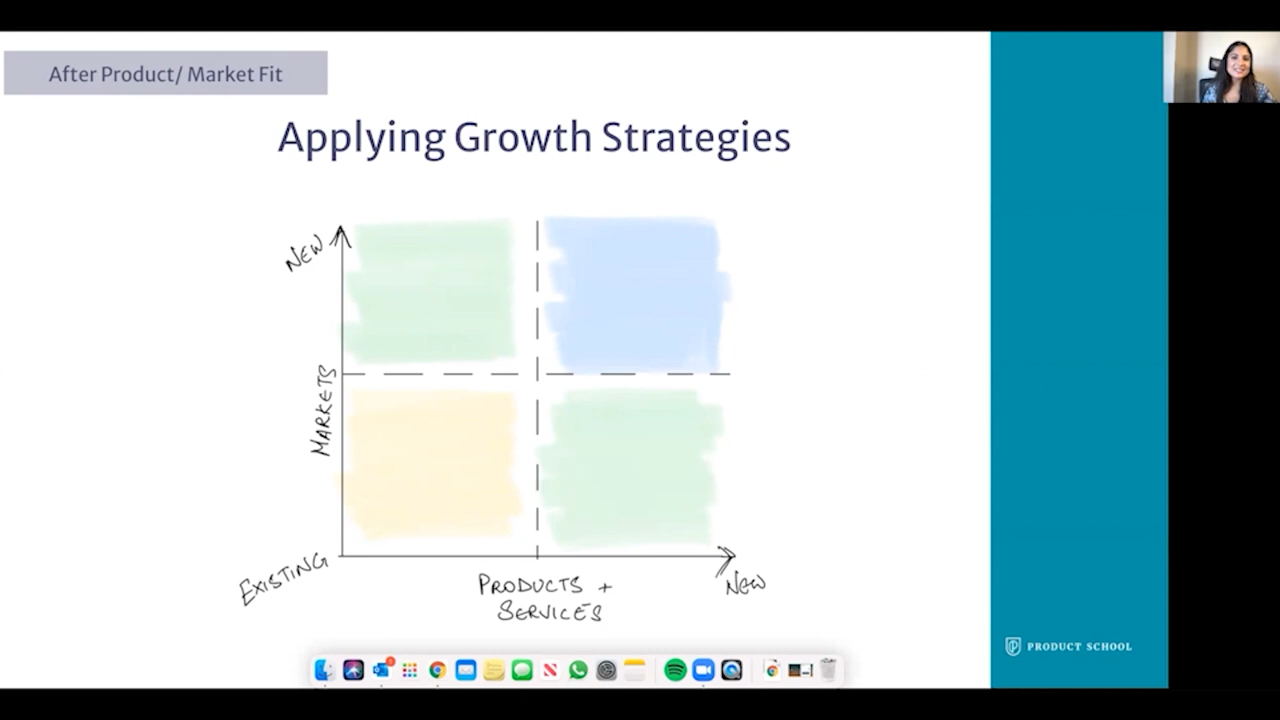 After Product/ Market Fit
Applying Growth Strategies
NEW
MARKETS
EXISTING
PRODUCTS +
SERVICES
NEW
PRODUCT SCHOOL